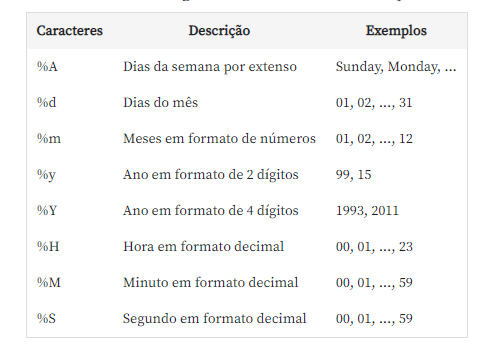 Caracteres Descrição Exemplos
%A Dias da semana por extenso Sunday, Monday, ...
%d Dias do mês 01, 02, ..., 31
%m Meses em formato de números 01, 02, ..., 12
%y Ano em formato de 2 dígitos 99, 15
%Y Ano em formato de 4 dígitos 1993, 2011
%H Hora em formato decimal 00, 01, ..., 23
%M Minuto em formato decimal 00, 01, ..., 59
%S Segundo em formato decimal 00, 01, ..., 59